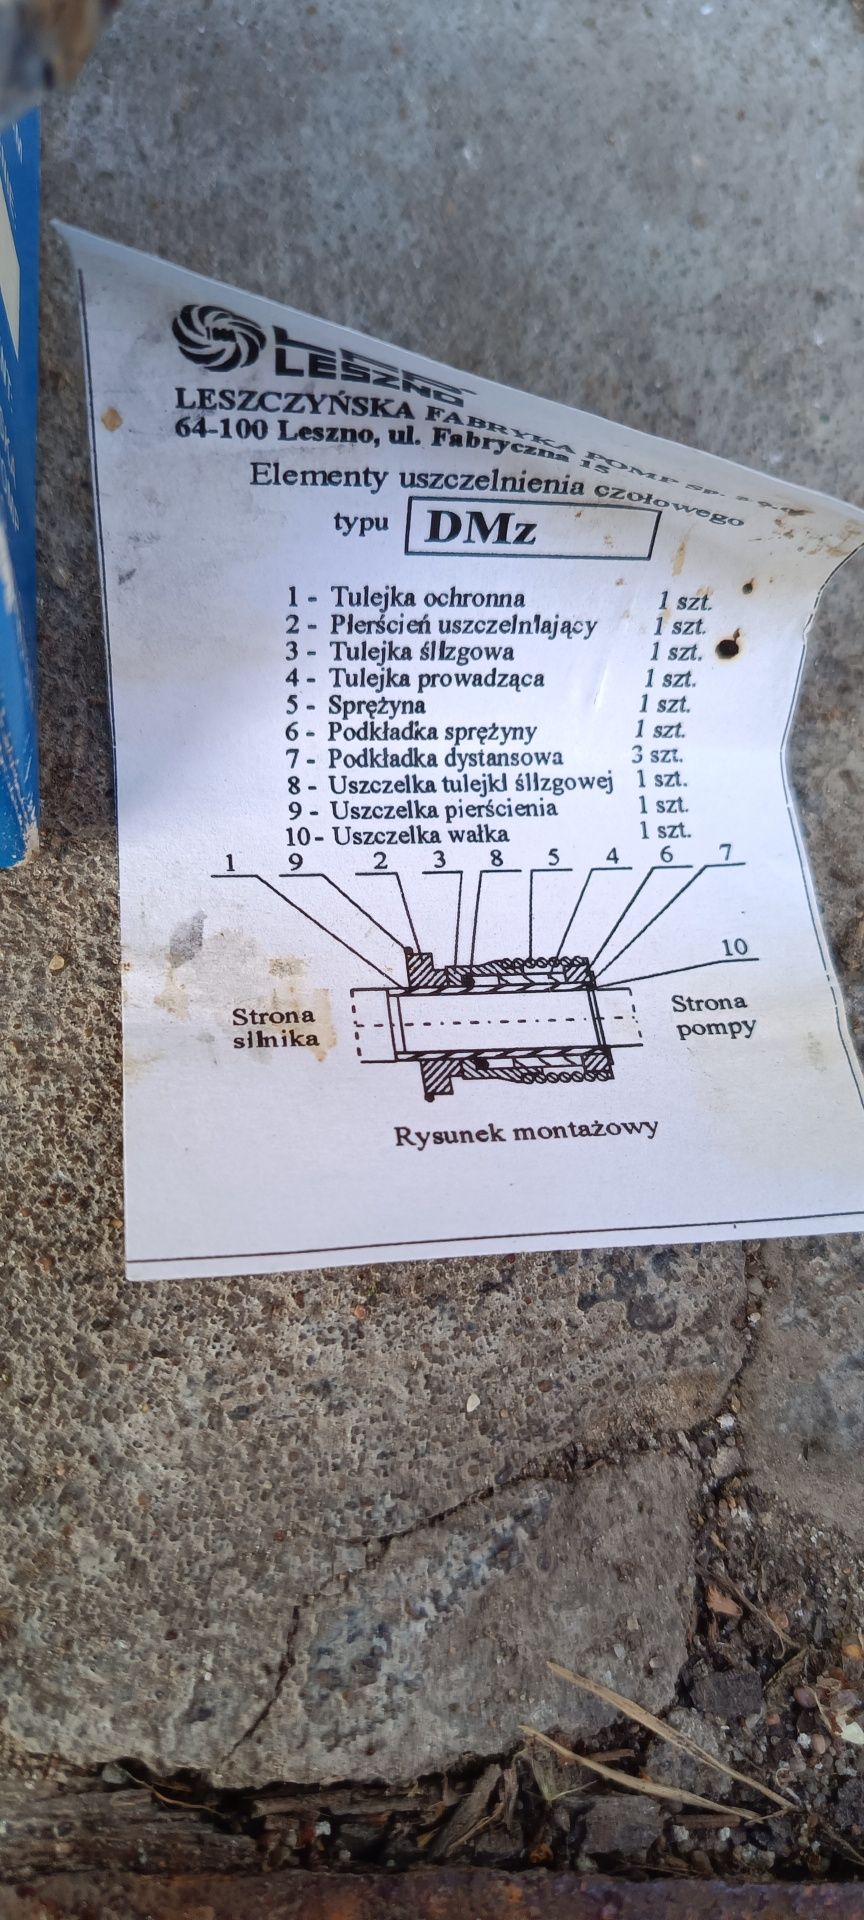 LFP
LESZNO
LESZCZYŃSKA FABRYKA POMP Sp. z o.o.
64-100 Leszno, ul. Fabryczna 15
Elementy uszczelnienia czołowego
typu DMz
1 - Tulejka ochronna 1 szt.
2 - Pierścień uszczelniający 1 szt.
3 - Tulejka ślizgowa 1 szt.
4 - Tulejka prowadząca 1 szt.
5 - Sprężyna 1 szt.
6 - Podkładka sprężyny 1 szt.
7 - Podkładka dystansowa 3 szt.
8 - Uszczelka tulejki ślizgowej 1 szt.
9 - Uszczelka pierścienia 1 szt.
10- Uszczelka wałka 1 szt.
1 9 2 3 8 5 4 6 7
10
Strona silnika
Strona pompy
Rysunek montażowy